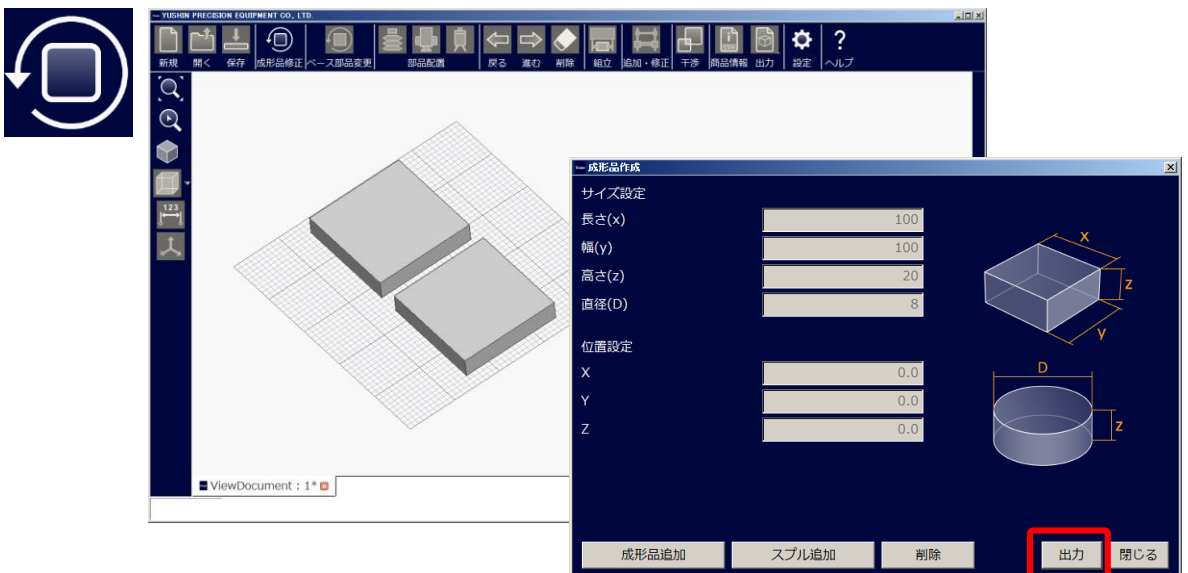 YUSHIN PRECISION EQUIPMENT CO., LTD.
新規 開く 保存 成形品修正 ベース部品変更 部品配置 戻る 進む 削除 組立 追加・修正 干渉 商品情報 出力 設定 ?ヘルプ
123
ViewDocument : 1*
成形品作成
サイズ設定
長さ(x) 100
幅(y) 100
高さ(z) 20
直径(D) 8
x
z
y
位置設定
X 0.0
Y 0.0
Z 0.0
D
z
成形品追加 スプル追加 削除 出力 閉じる